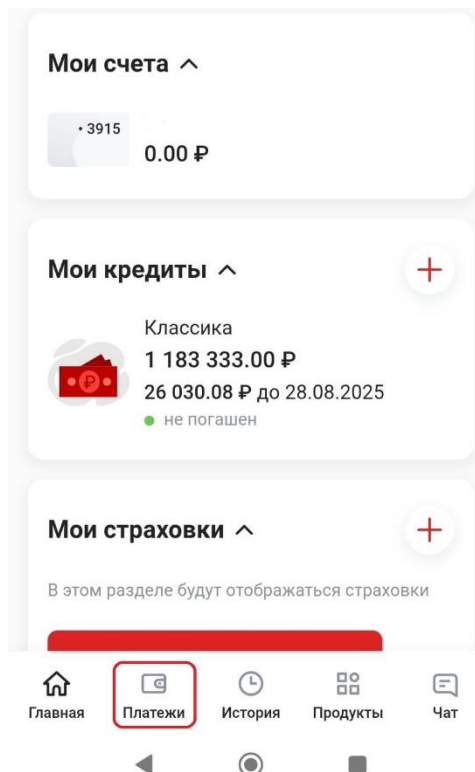 Мои счета
• 3915
0.00 ₽
Мои кредиты
Классика
1 183 333.00 ₽
26 030.08 ₽ до 28.08.2025
не погашен
Мои страховки
В этом разделе будут отображаться страховки
Главная Платежи История Продукты Чат